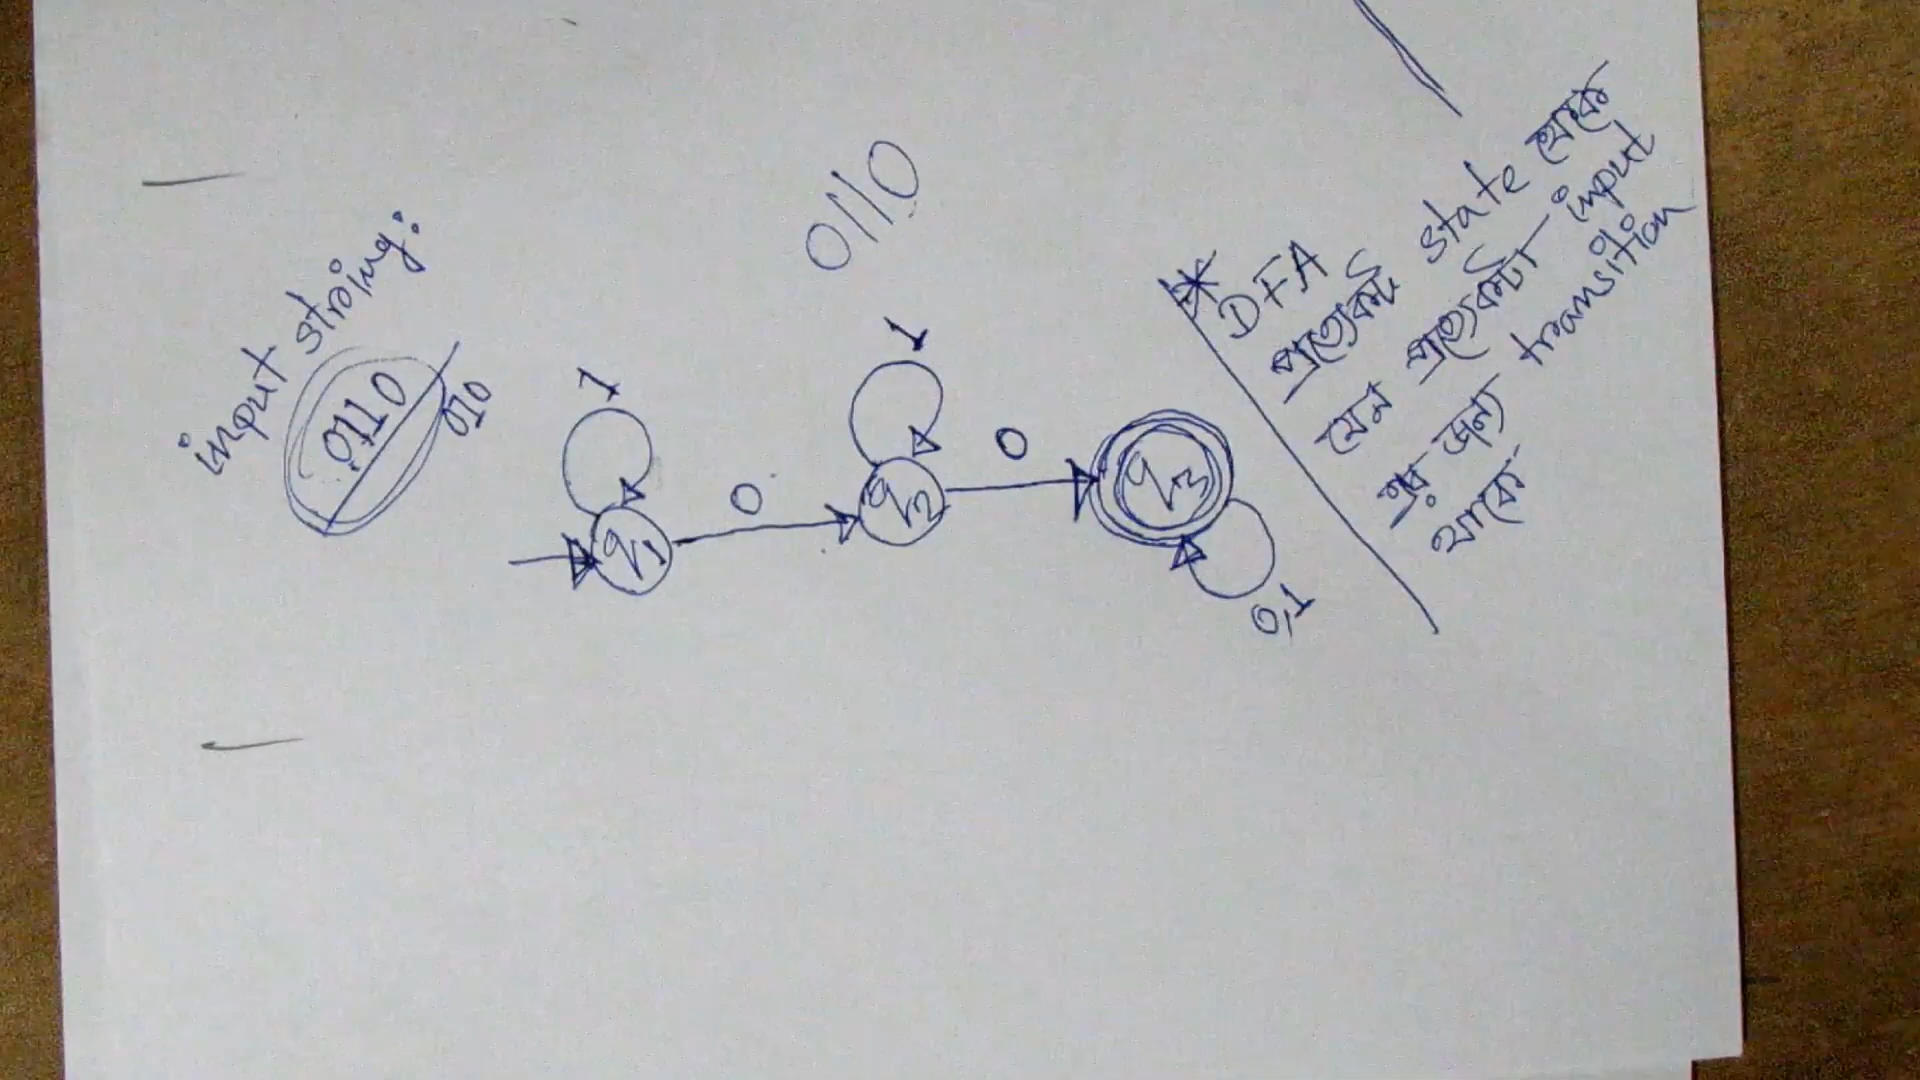 input string:
0110
010
0110
1
1
0
0
q1
q2
q3
0,1
* DFA
প্রত্যেকটি state থেকে
যেন প্রত্যেকটা input
এর জন্য transition
থাকে